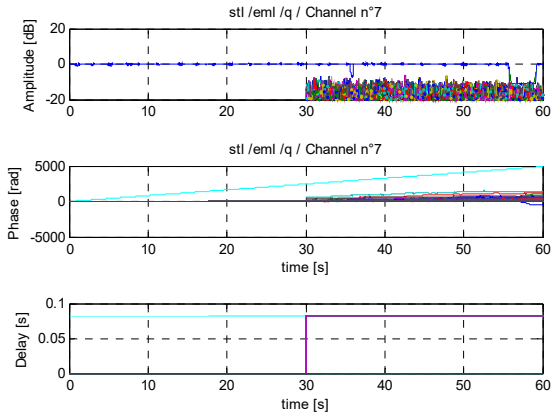 stl /eml /q / Channel n°7
Amplitude [dB]
20
0
-20
0 10 20 30 40 50 60
stl /eml /q / Channel n°7
Phase [rad]
5000
0
-5000
0 10 20 30 40 50 60
time [s]
Delay [s]
0.1
0.05
0
0 10 20 30 40 50 60
time [s]